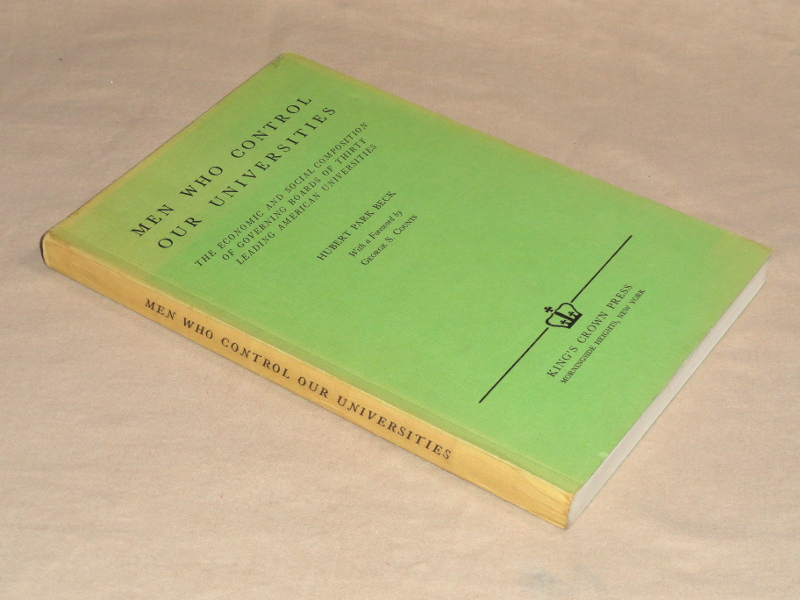 MEN WHO CONTROL
OUR UNIVERSITIES
THE ECONOMIC AND SOCIAL COMPOSITION
OF GOVERNING BOARDS OF THIRTY
LEADING AMERICAN UNIVERSITIES
HUBERT PARK BECK
With a Foreword by
GEORGE S. COUNTS
KING'S CROWN PRESS
MORNINGSIDE HEIGHTS, NEW YORK
MEN WHO CONTROL OUR UNIVERSITIES